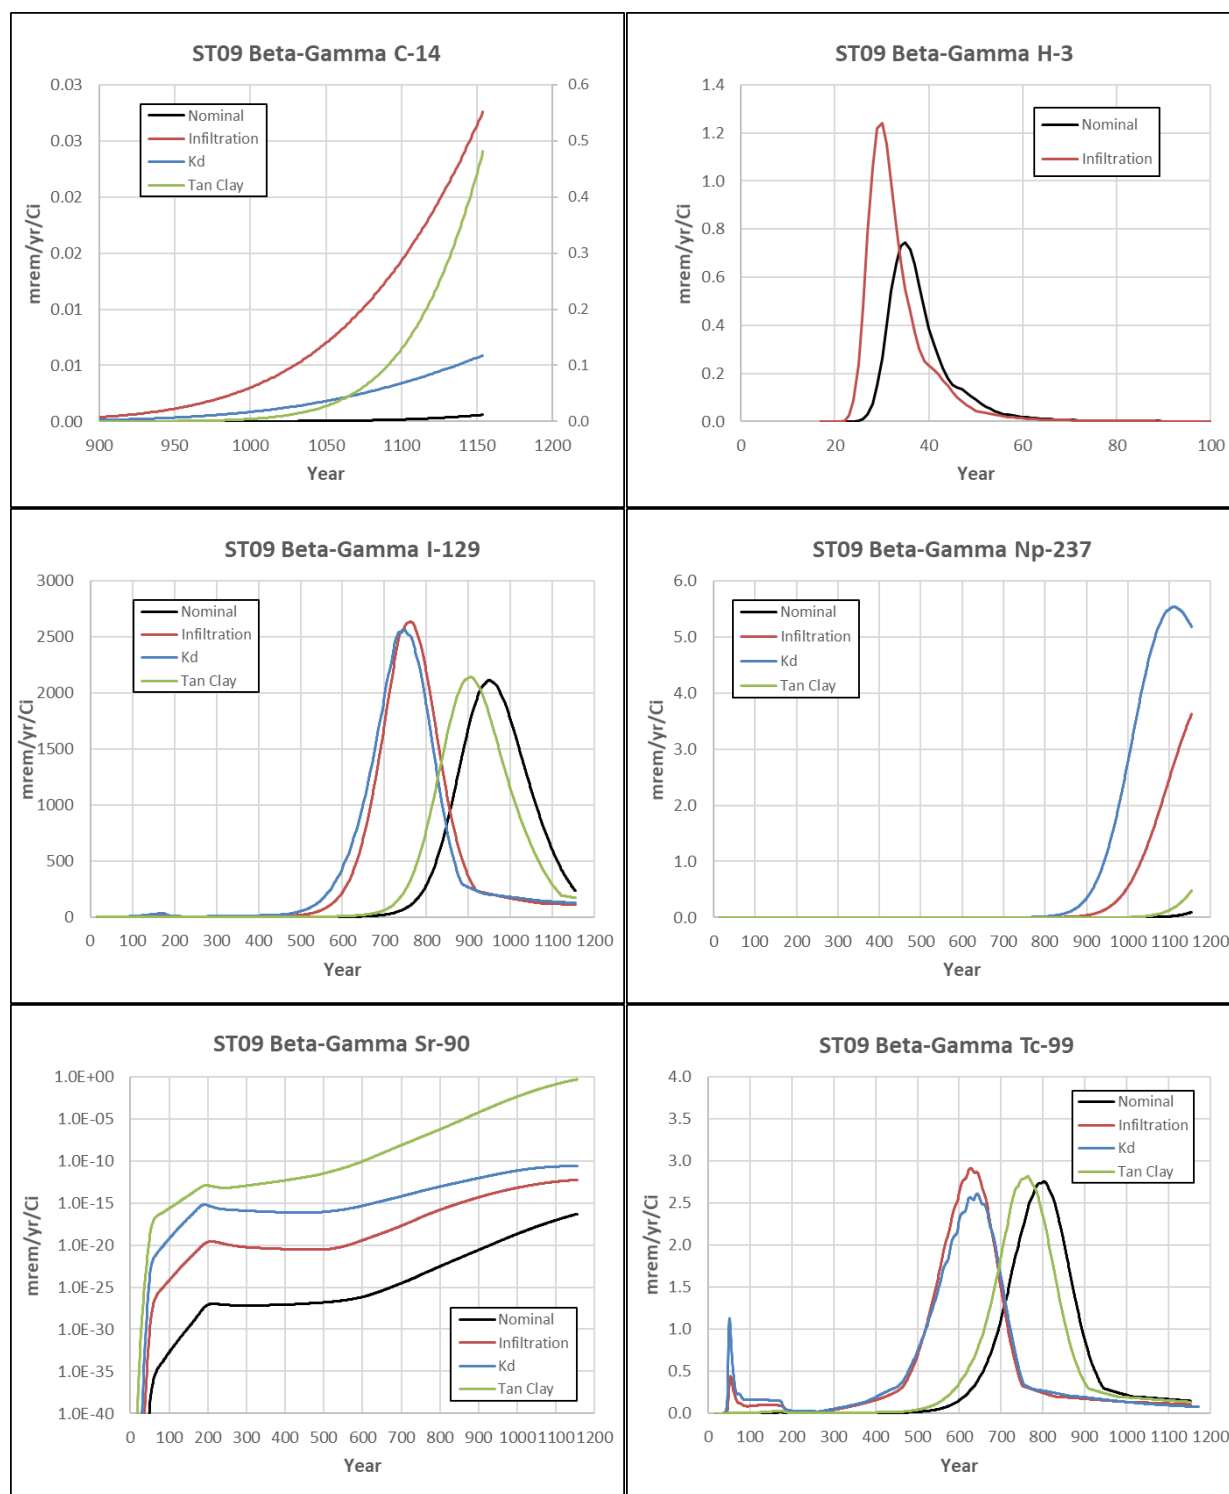 ST09 Beta-Gamma C-14
0.03
0.03
0.02
0.02
0.01
0.01
0.00
0.6
0.5
0.4
0.3
0.2
0.1
0.0
mrem/yr/Ci
Nominal
Infiltration
Kd
Tan Clay
900 950 1000 1050 1100 1150 1200
Year
ST09 Beta-Gamma H-3
1.4
1.2
1.0
0.8
0.6
0.4
0.2
0.0
mrem/yr/Ci
Nominal
Infiltration
0 20 40 60 80 100
Year
ST09 Beta-Gamma I-129
3000
2500
2000
1500
1000
500
0
mrem/yr/Ci
Nominal
Infiltration
Kd
Tan Clay
0 100 200 300 400 500 600 700 800 900 1000 1100 1200
Year
ST09 Beta-Gamma Np-237
6.0
5.0
4.0
3.0
2.0
1.0
0.0
mrem/yr/Ci
Nominal
Infiltration
Kd
Tan Clay
0 100 200 300 400 500 600 700 800 900 1000 1100 1200
Year
ST09 Beta-Gamma Sr-90
1.0E+00
1.0E-05
1.0E-10
1.0E-15
1.0E-20
1.0E-25
1.0E-30
1.0E-35
1.0E-40
mrem/yr/Ci
Nominal
Infiltration
Kd
Tan Clay
0 100 200 300 400 500 600 700 800 900 1000 1100 1200
Year
ST09 Beta-Gamma Tc-99
4.0
3.5
3.0
2.5
2.0
1.5
1.0
0.5
0.0
mrem/yr/Ci
Nominal
Infiltration
Kd
Tan Clay
0 100 200 300 400 500 600 700 800 900 1000 1100 1200
Year